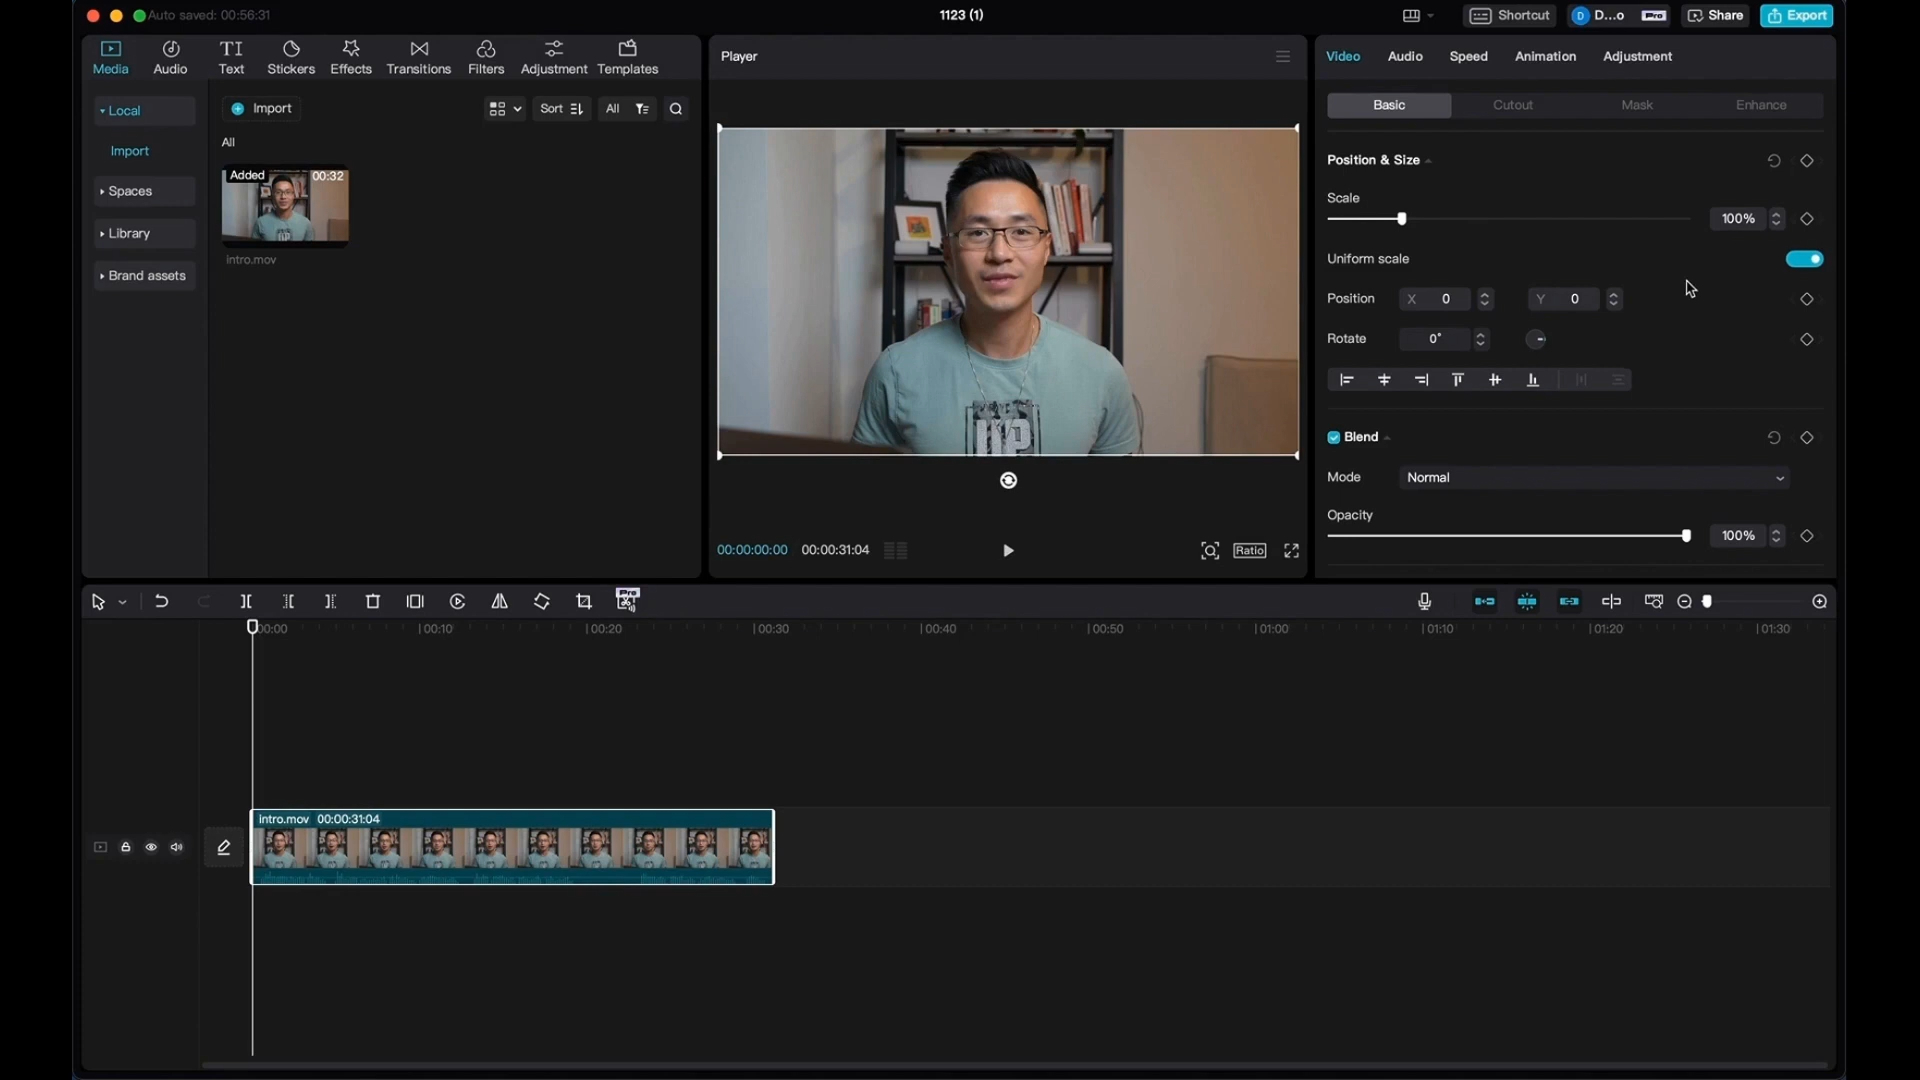 Auto saved: 00:56:31
1123 (1)
Shortcut
D D...o Pro
Share
Export
Media
Audio
TI
Text
Stickers
Effects
Transitions
Filters
Adjustment
Templates
Local
Import
Spaces
Library
Brand assets
Import
Sort
All
All
Added 00:32
intro.mov
Player
00:00:00:00 00:00:31:04
Ratio
Video Audio Speed Animation Adjustment
Basic Cutout Mask Enhance
Position & Size
Scale
100%
Uniform scale
Position X 0 Y 0
Rotate 0°
Blend
Mode Normal
Opacity
100%
Pro
00:00 00:10 00:20 00:30 00:40 00:50 01:00 01:10 01:20 01:30
intro.mov 00:00:31:04